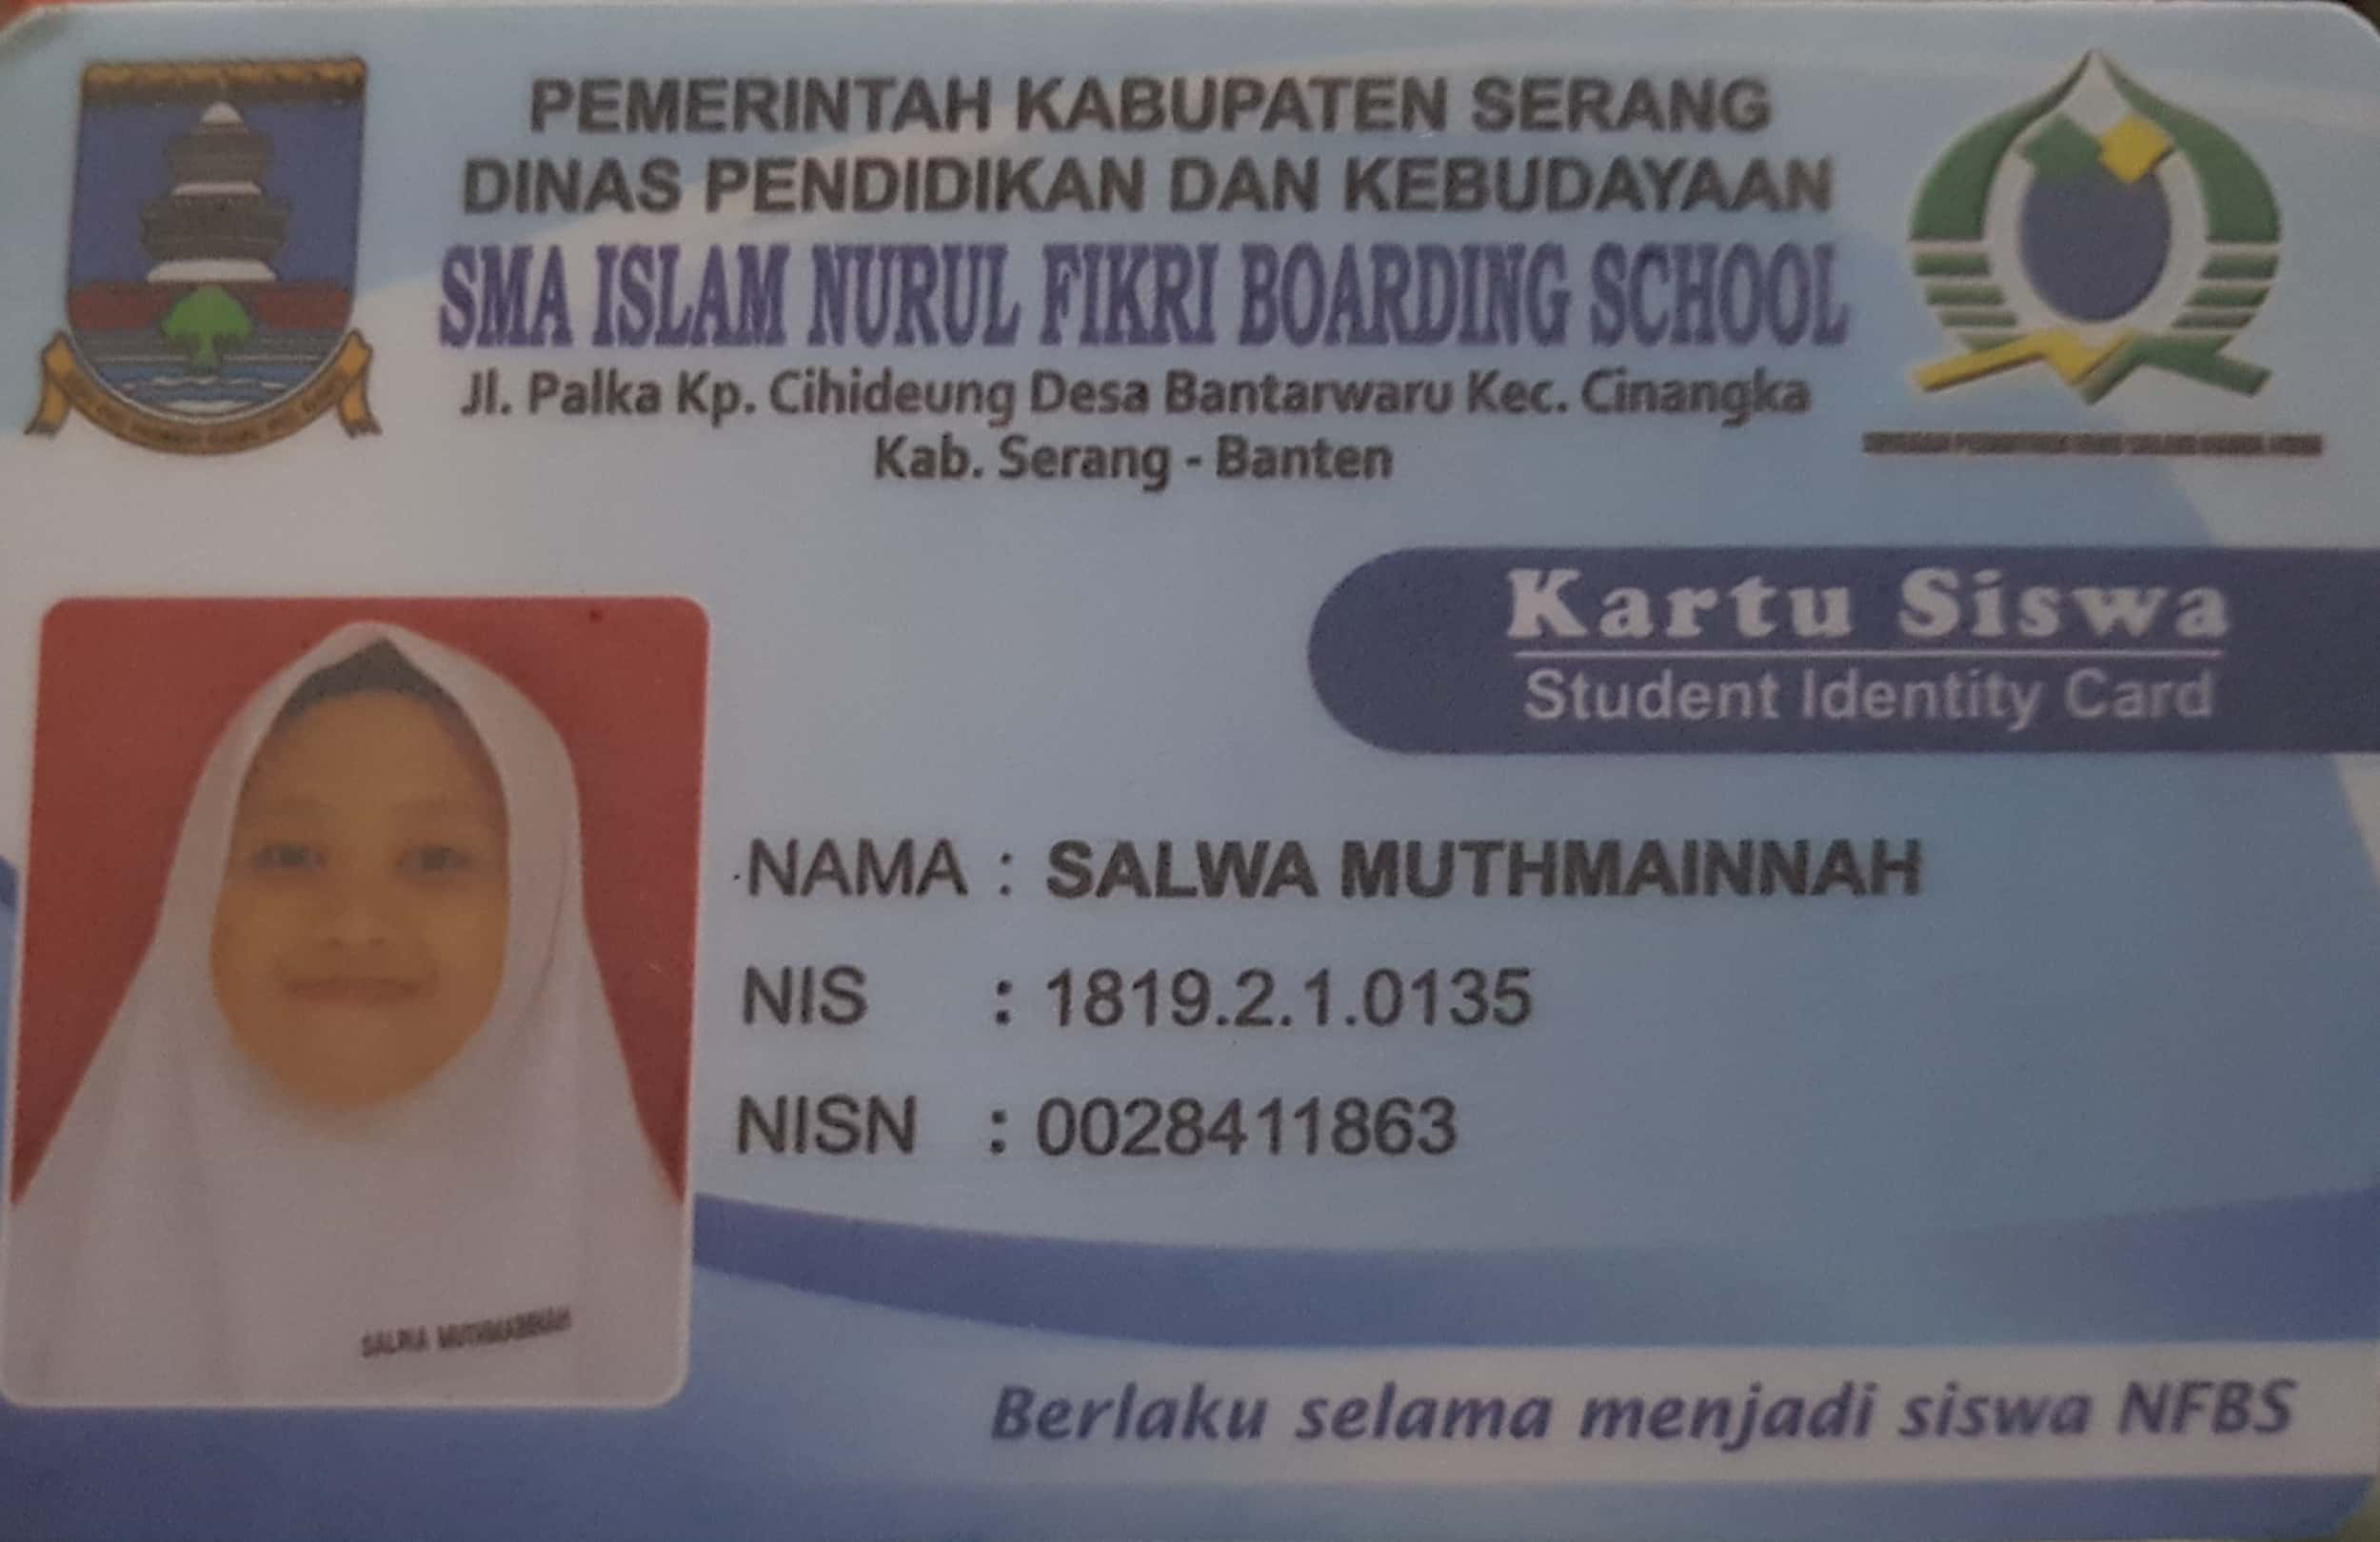 PEMERINTAH KABUPATEN SERANG
DINAS PENDIDIKAN DAN KEBUDAYAAN
SMA ISLAM NURUL FIKRI BOARDING SCHOOL
Jl. Palka Kp. Cihideung Desa Bantarwaru Kec. Cinangka
Kab. Serang - Banten
Kartu Siswa
Student Identity Card
NAMA : SALWA MUTHMAINNAH
NIS : 1819.2.1.0135
NISN : 0028411863
SALWA MUTHMAINNAH
Berlaku selama menjadi siswa NFBS